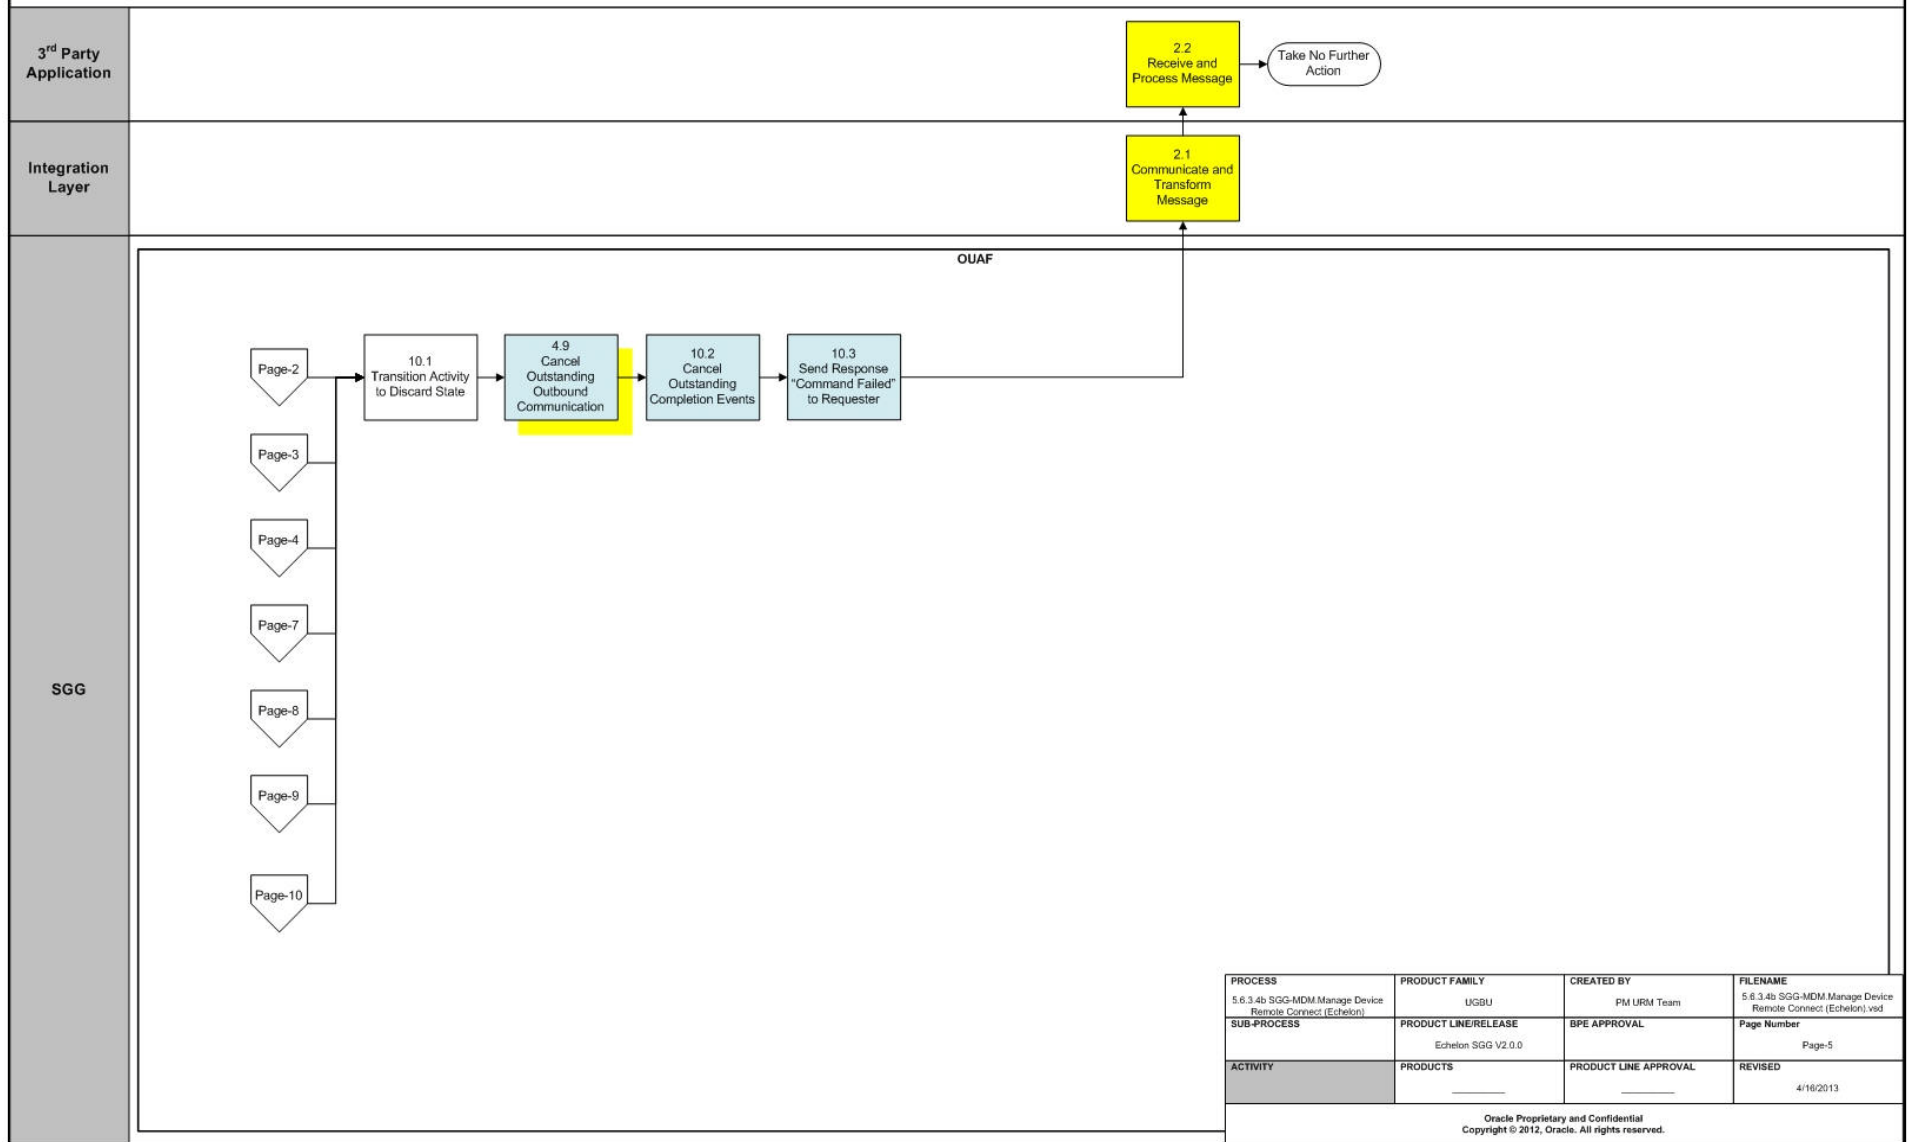 3rd Party
Application
2.2
Receive and
Process Message
Take No Further
Action
Integration
Layer
2.1
Communicate and
Transform
Message
SGG
OUAF
Page-2
10.1
Transition Activity
to Discard State
4.9
Cancel
Outstanding
Outbound
Communication
10.2
Cancel
Outstanding
Completion Events
10.3
Send Response
“Command Failed”
to Requester
Page-3
Page-4
Page-7
Page-8
Page-9
Page-10
PROCESS
5.6.3.4b SGG-MDM.Manage Device
Remote Connect (Echelon)
PRODUCT FAMILY
UGBU
CREATED BY
PM URM Team
FILENAME
5.6.3.4b SGG-MDM.Manage Device
Remote Connect (Echelon).vsd
SUB-PROCESS
PRODUCT LINE/RELEASE
Echelon SGG V2.0.0
BPE APPROVAL
Page Number
Page-5
ACTIVITY
PRODUCTS
PRODUCT LINE APPROVAL
REVISED
4/16/2013
Oracle Proprietary and Confidential
Copyright © 2012, Oracle. All rights reserved.